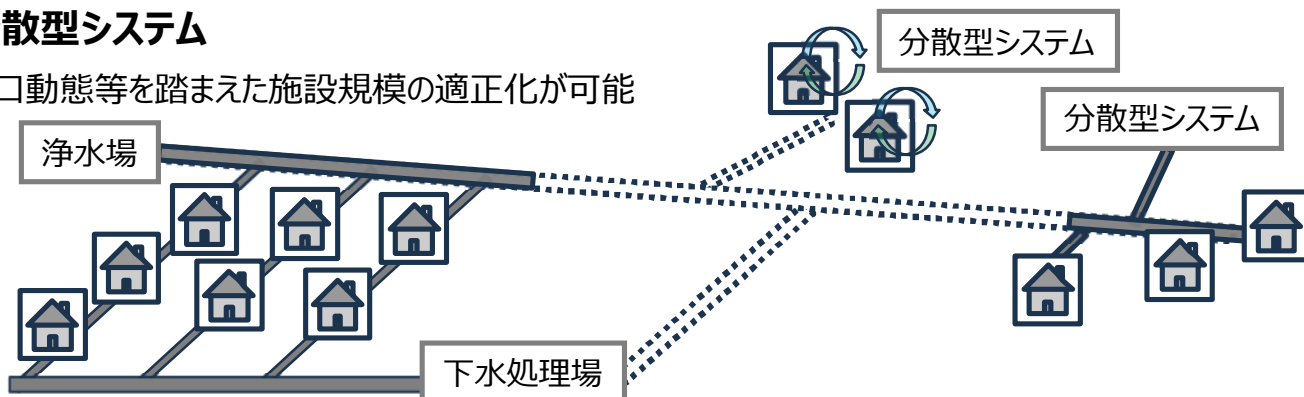 散型システム
口動態等を踏まえた施設規模の適正化が可能
分散型システム
分散型システム
浄水場
下水処理場